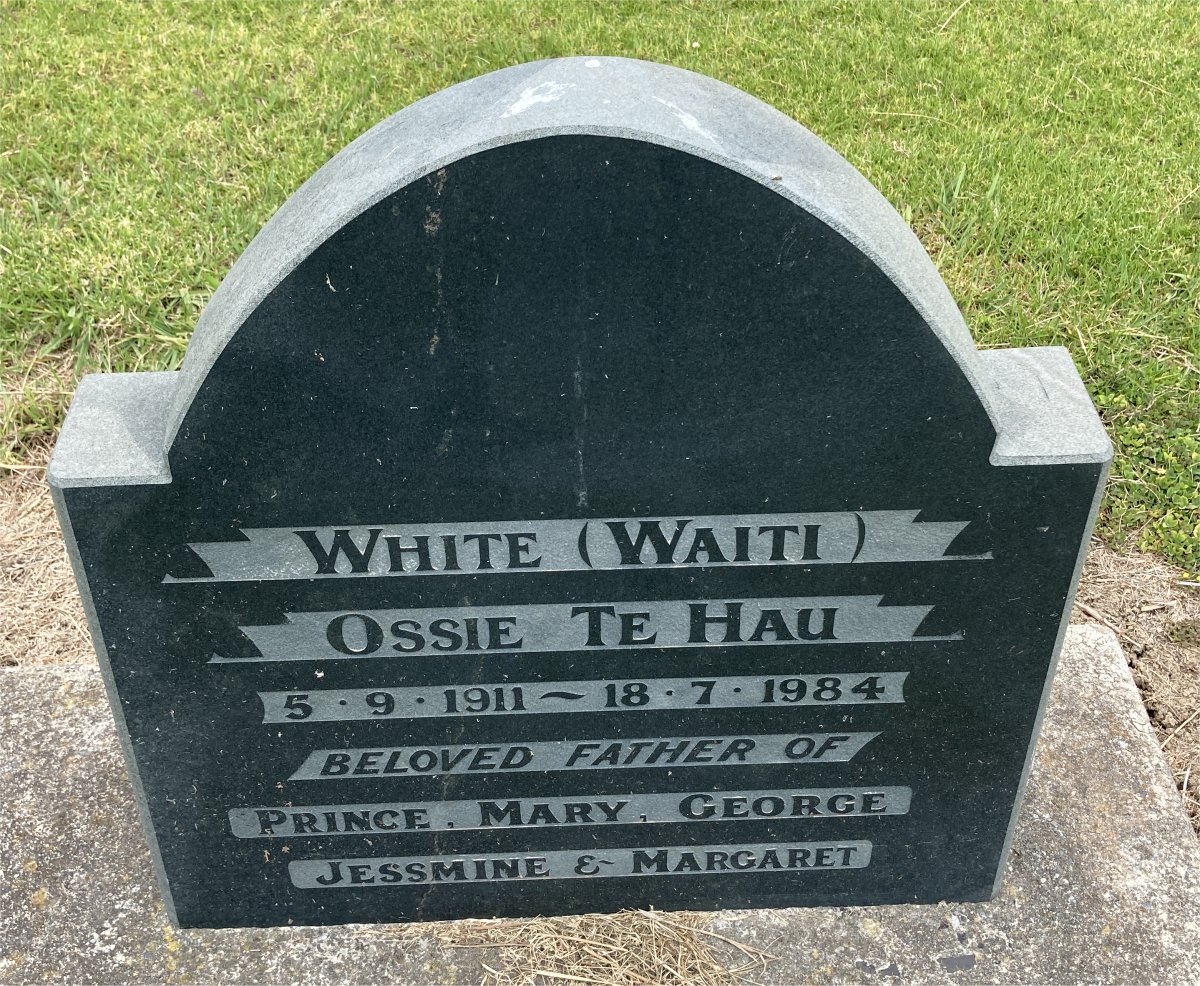 WHITE (WAITI)
OSSIE TE HAU
5 · 9 · 1911 ~ 18 · 7 · 1984
BELOVED FATHER OF
PRINCE, MARY, GEORGE
JESSMINE & MARGARET